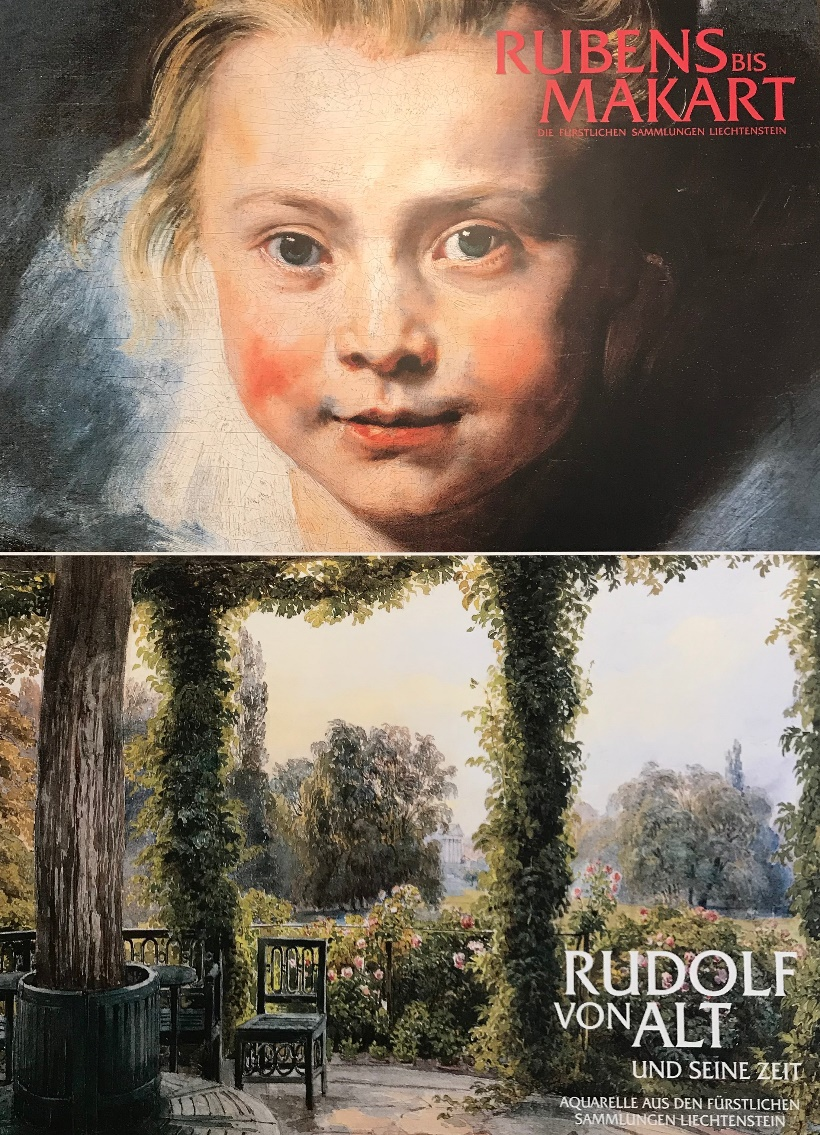 RUBENS BIS
MAKART
DIE FÜRSTLICHEN SAMMLUNGEN LIECHTENSTEIN
RUDOLF
VON ALT
UND SEINE ZEIT
AQUARELLE AUS DEN FÜRSTLICHEN
SAMMLUNGEN LIECHTENSTEIN